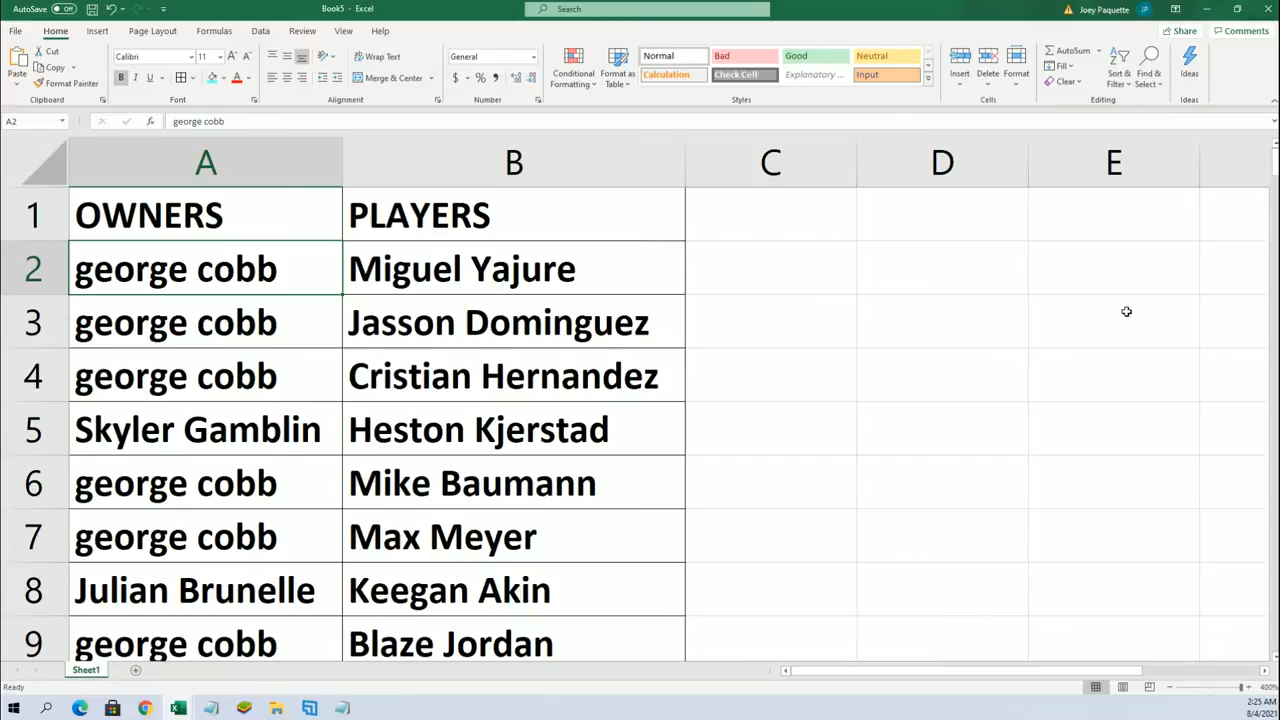 AutoSave Off Book5 - Excel Search Joey Paquette JP
File Home Insert Page Layout Formulas Data Review View Help Share Comments
Paste Cut Copy Format Painter Clipboard
Calibri 11 B I U Font
Wrap Text Merge & Center Alignment
General $ % Number
Conditional Formatting Format as Table Normal Bad Good Neutral Calculation Check Cell Explanatory ... Input Styles
Insert Delete Format Cells
AutoSum Fill Clear Sort & Filter Find & Select Editing
Ideas Ideas
A2 fx george cobb
A B C D E
1 OWNERS PLAYERS
2 george cobb Miguel Yajure
3 george cobb Jasson Dominguez
4 george cobb Cristian Hernandez
5 Skyler Gamblin Heston Kjerstad
6 george cobb Mike Baumann
7 george cobb Max Meyer
8 Julian Brunelle Keegan Akin
9 george cobb Blaze Jordan
Sheet1
Ready 400%
2:25 AM
8/4/2021